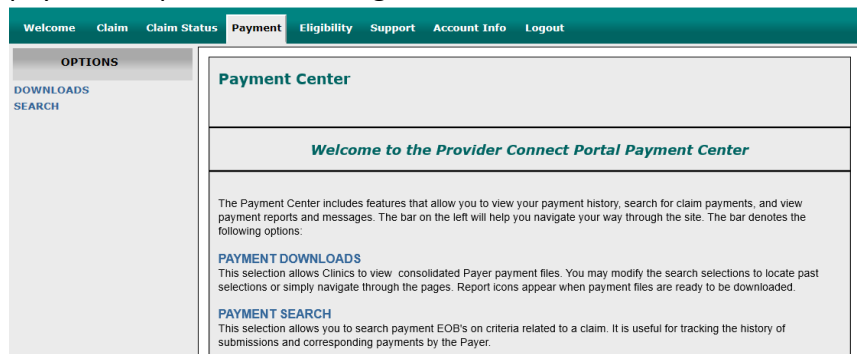 Welcome Claim Claim Status Payment Eligibility Support Account Info Logout
OPTIONS
DOWNLOADS
SEARCH
Payment Center
Welcome to the Provider Connect Portal Payment Center
The Payment Center includes features that allow you to view your payment history, search for claim payments, and view
payment reports and messages. The bar on the left will help you navigate your way through the site. The bar denotes the
following options:
PAYMENT DOWNLOADS
This selection allows Clinics to view consolidated Payer payment files. You may modify the search selections to locate past
selections or simply navigate through the pages. Report icons appear when payment files are ready to be downloaded.
PAYMENT SEARCH
This selection allows you to search payment EOB's on criteria related to a claim. It is useful for tracking the history of
submissions and corresponding payments by the Payer.